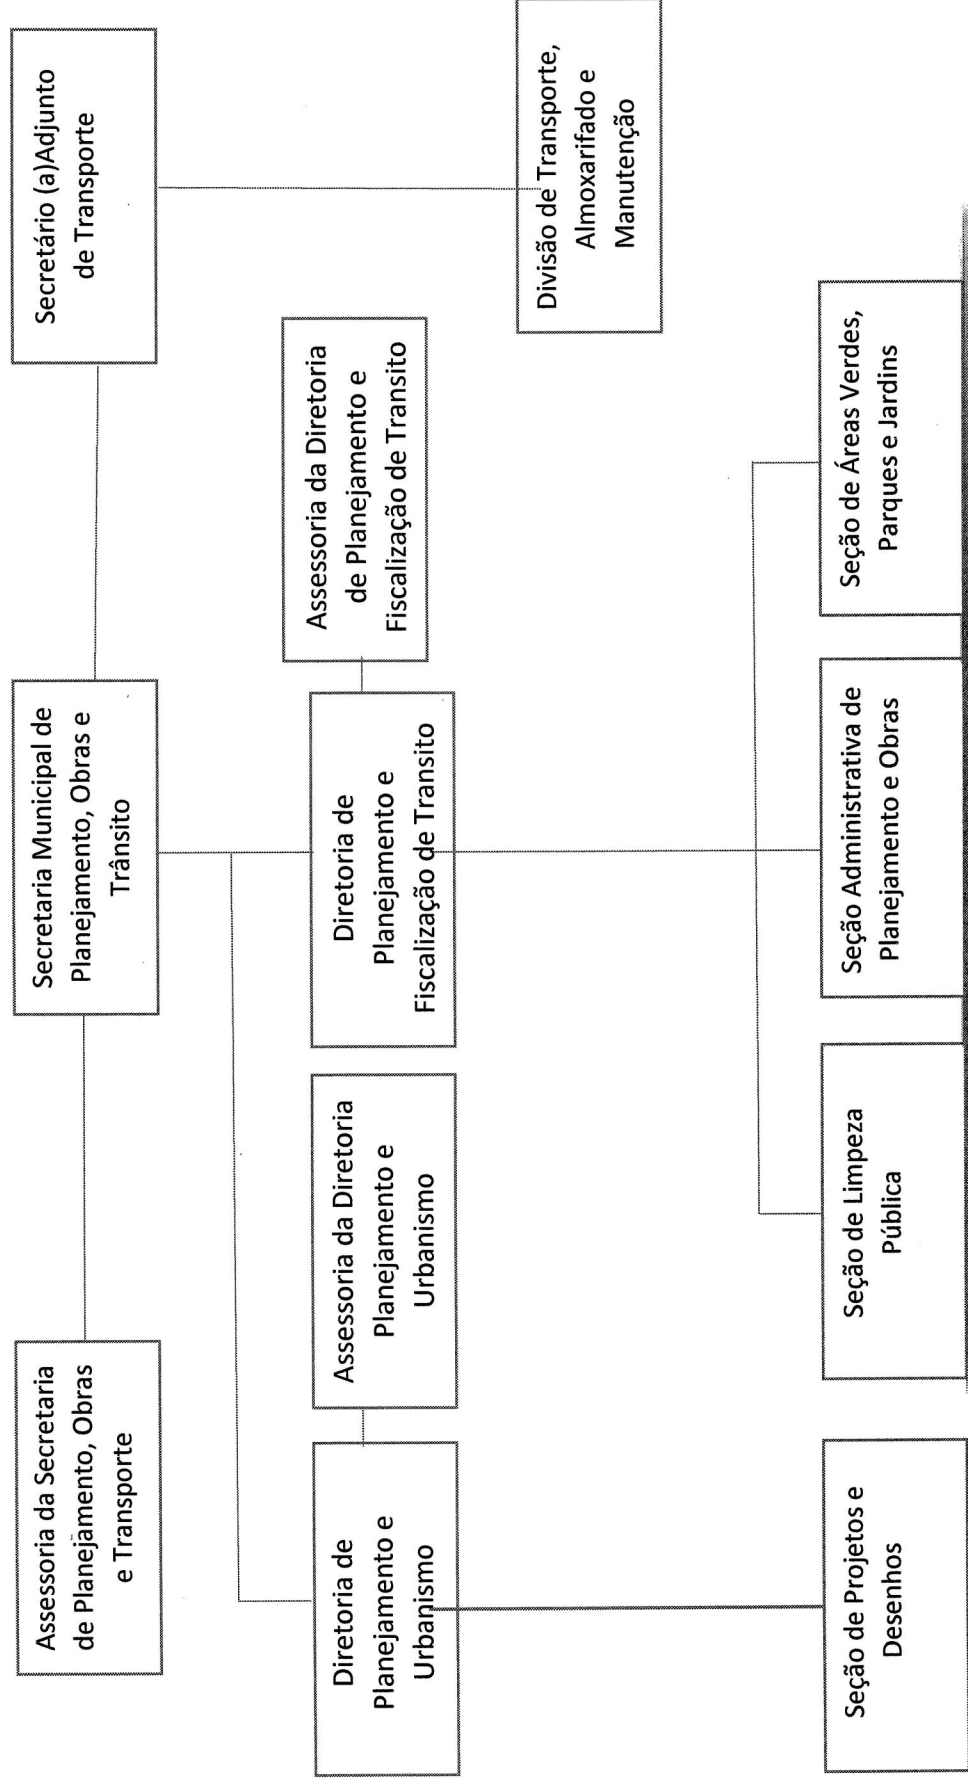 Assessoria da Secretaria
de Planejamento, Obras
e Transporte
Secretaria Municipal de
Planejamento, Obras e
Trânsito
Secretário (a)Adjunto
de Transporte
Diretoria de
Planejamento e
Urbanismo
Assessoria da Diretoria
Planejamento e
Urbanismo
Diretoria de
Planejamento e
Fiscalização de Transito
Assessoria da Diretoria
de Planejamento e
Fiscalização de Transito
Divisão de Transporte,
Almoxarifado e
Manutenção
Seção de Projetos e
Desenhos
Seção de Limpeza
Pública
Seção Administrativa de
Planejamento e Obras
Seção de Áreas Verdes,
Parques e Jardins